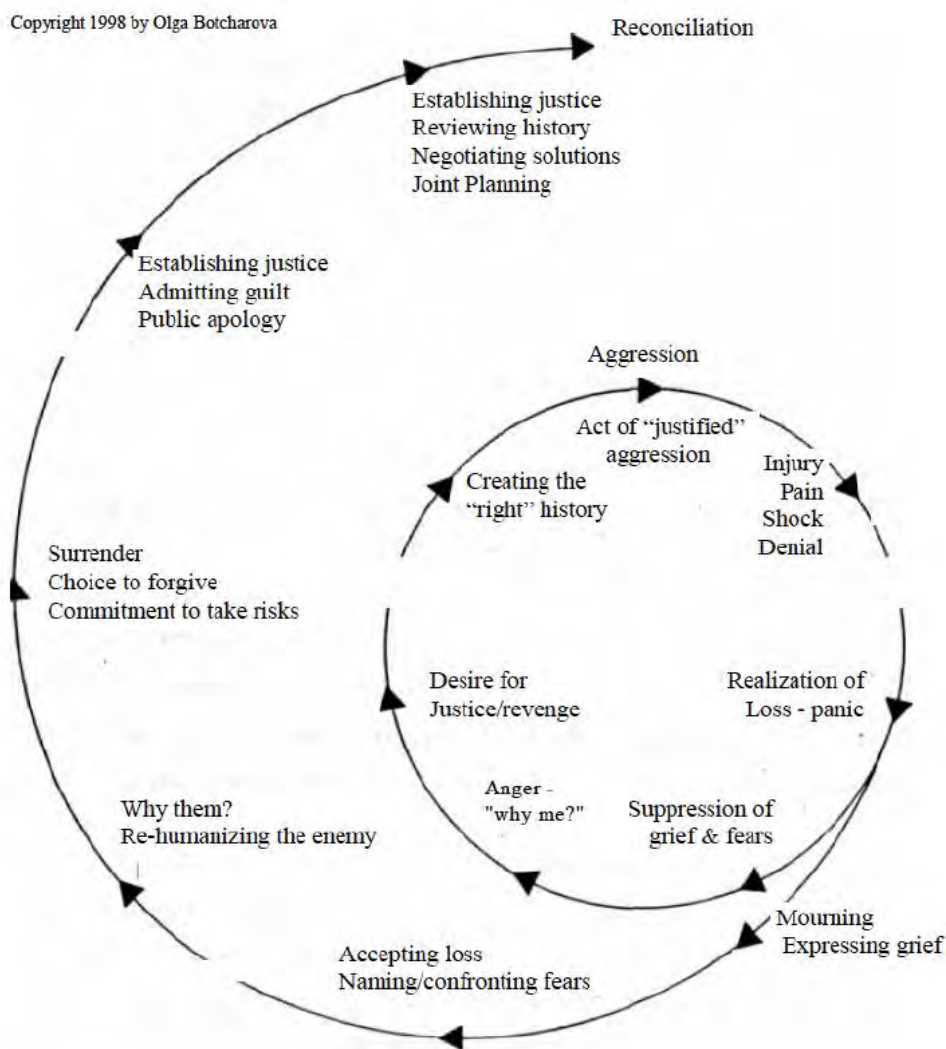 Copyright 1998 by Olga Botcharova
Reconciliation
Establishing justice
Reviewing history
Negotiating solutions
Joint Planning
Establishing justice
Admitting guilt
Public apology
Aggression
Act of “justified”
aggression
Creating the
“right” history
Injury
Pain
Shock
Denial
Surrender
Choice to forgive
Commitment to take risks
Desire for
Justice/revenge
Realization of
Loss - panic
Anger -
"why me?"
Suppression of
grief & fears
Why them?
Re-humanizing the enemy
Mourning
Expressing grief
Accepting loss
Naming/confronting fears